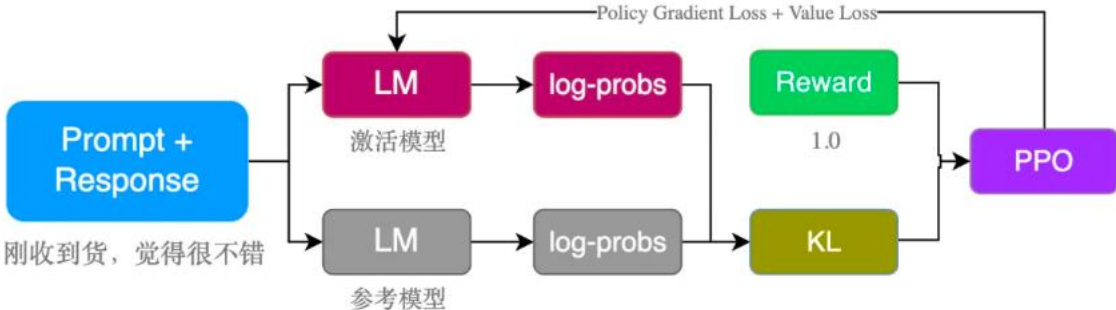 Policy Gradient Loss + Value Loss
LM
log-probs
Reward
激活模型
1.0
Prompt +
Response
PPO
刚收到货，觉得很不错
LM
log-probs
KL
参考模型